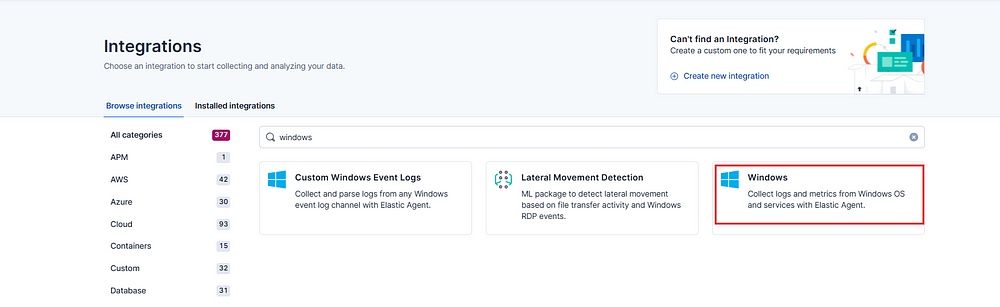 Integrations
Choose an integration to start collecting and analyzing your data.
Can't find an Integration?
Create a custom one to fit your requirements
Create new integration
Browse integrations
Installed integrations
All categories 377
APM 1
AWS 42
Azure 30
Cloud 93
Containers 15
Custom 32
Database 31
windows
Custom Windows Event Logs
Collect and parse logs from any Windows
event log channel with Elastic Agent.
Lateral Movement Detection
ML package to detect lateral movement
based on file transfer activity and Windows
RDP events.
Windows
Collect logs and metrics from Windows OS
and services with Elastic Agent.